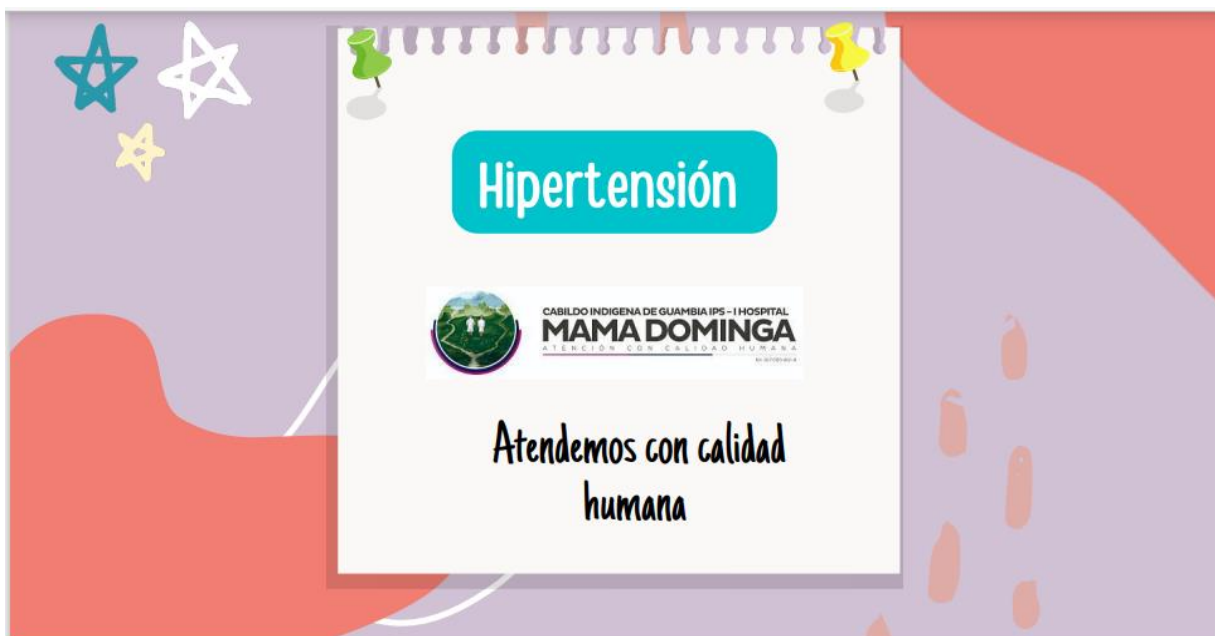 Hipertensión
CABILDO INDIGENA DE GUAMBIA IPS – I HOSPITAL
MAMA DOMINGA
ATENCIÓN CON CALIDAD HUMANA
Atendemos con calidad
humana